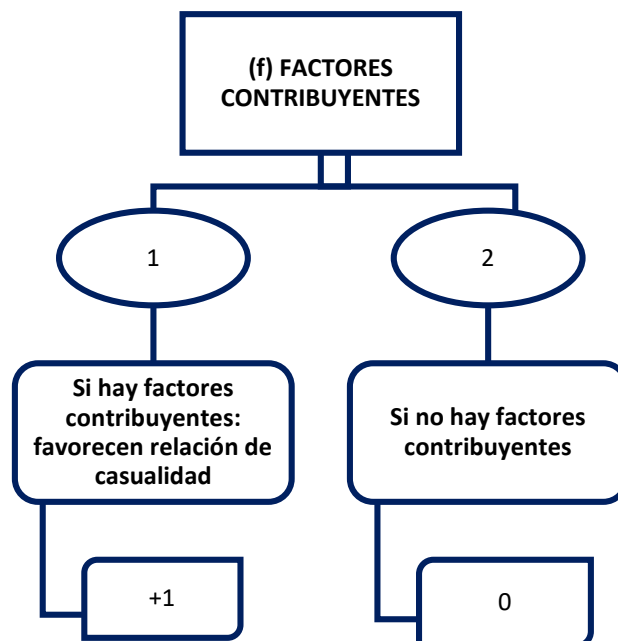 (f) FACTORES
CONTRIBUYENTES
1
2
Si hay factores
contribuyentes:
favorecen relación de
casualidad
Si no hay factores
contribuyentes
+1
0